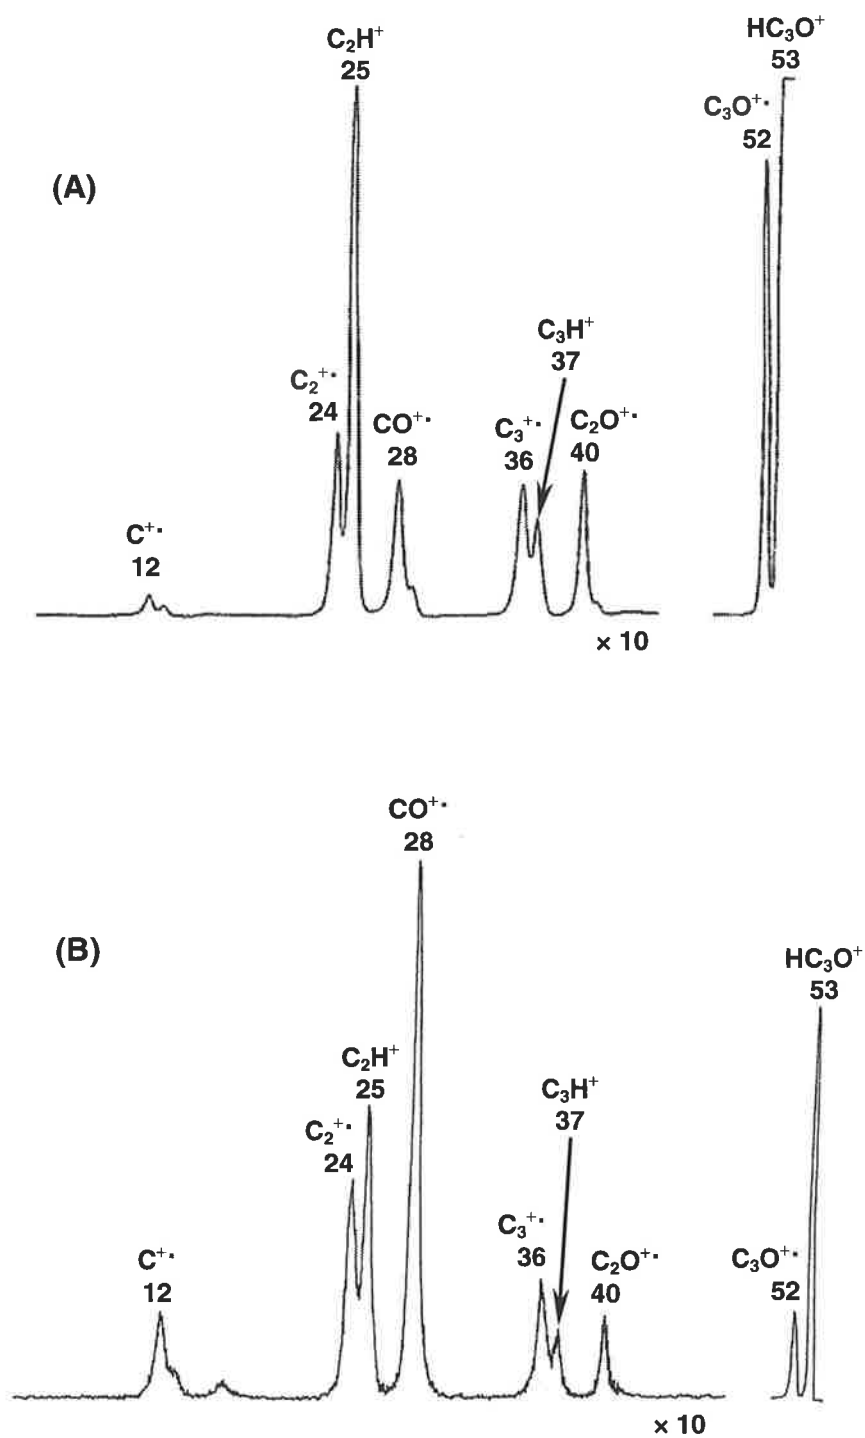 (A)
C⁺·
12
C₂⁺·
24
C₂H⁺
25
CO⁺·
28
C₃⁺·
36
C₃H⁺
37
C₂O⁺·
40
× 10
C₃O⁺·
52
HC₃O⁺
53
(B)
C⁺·
12
C₂⁺·
24
C₂H⁺
25
CO⁺·
28
C₃⁺·
36
C₃H⁺
37
C₂O⁺·
40
× 10
C₃O⁺·
52
HC₃O⁺
53